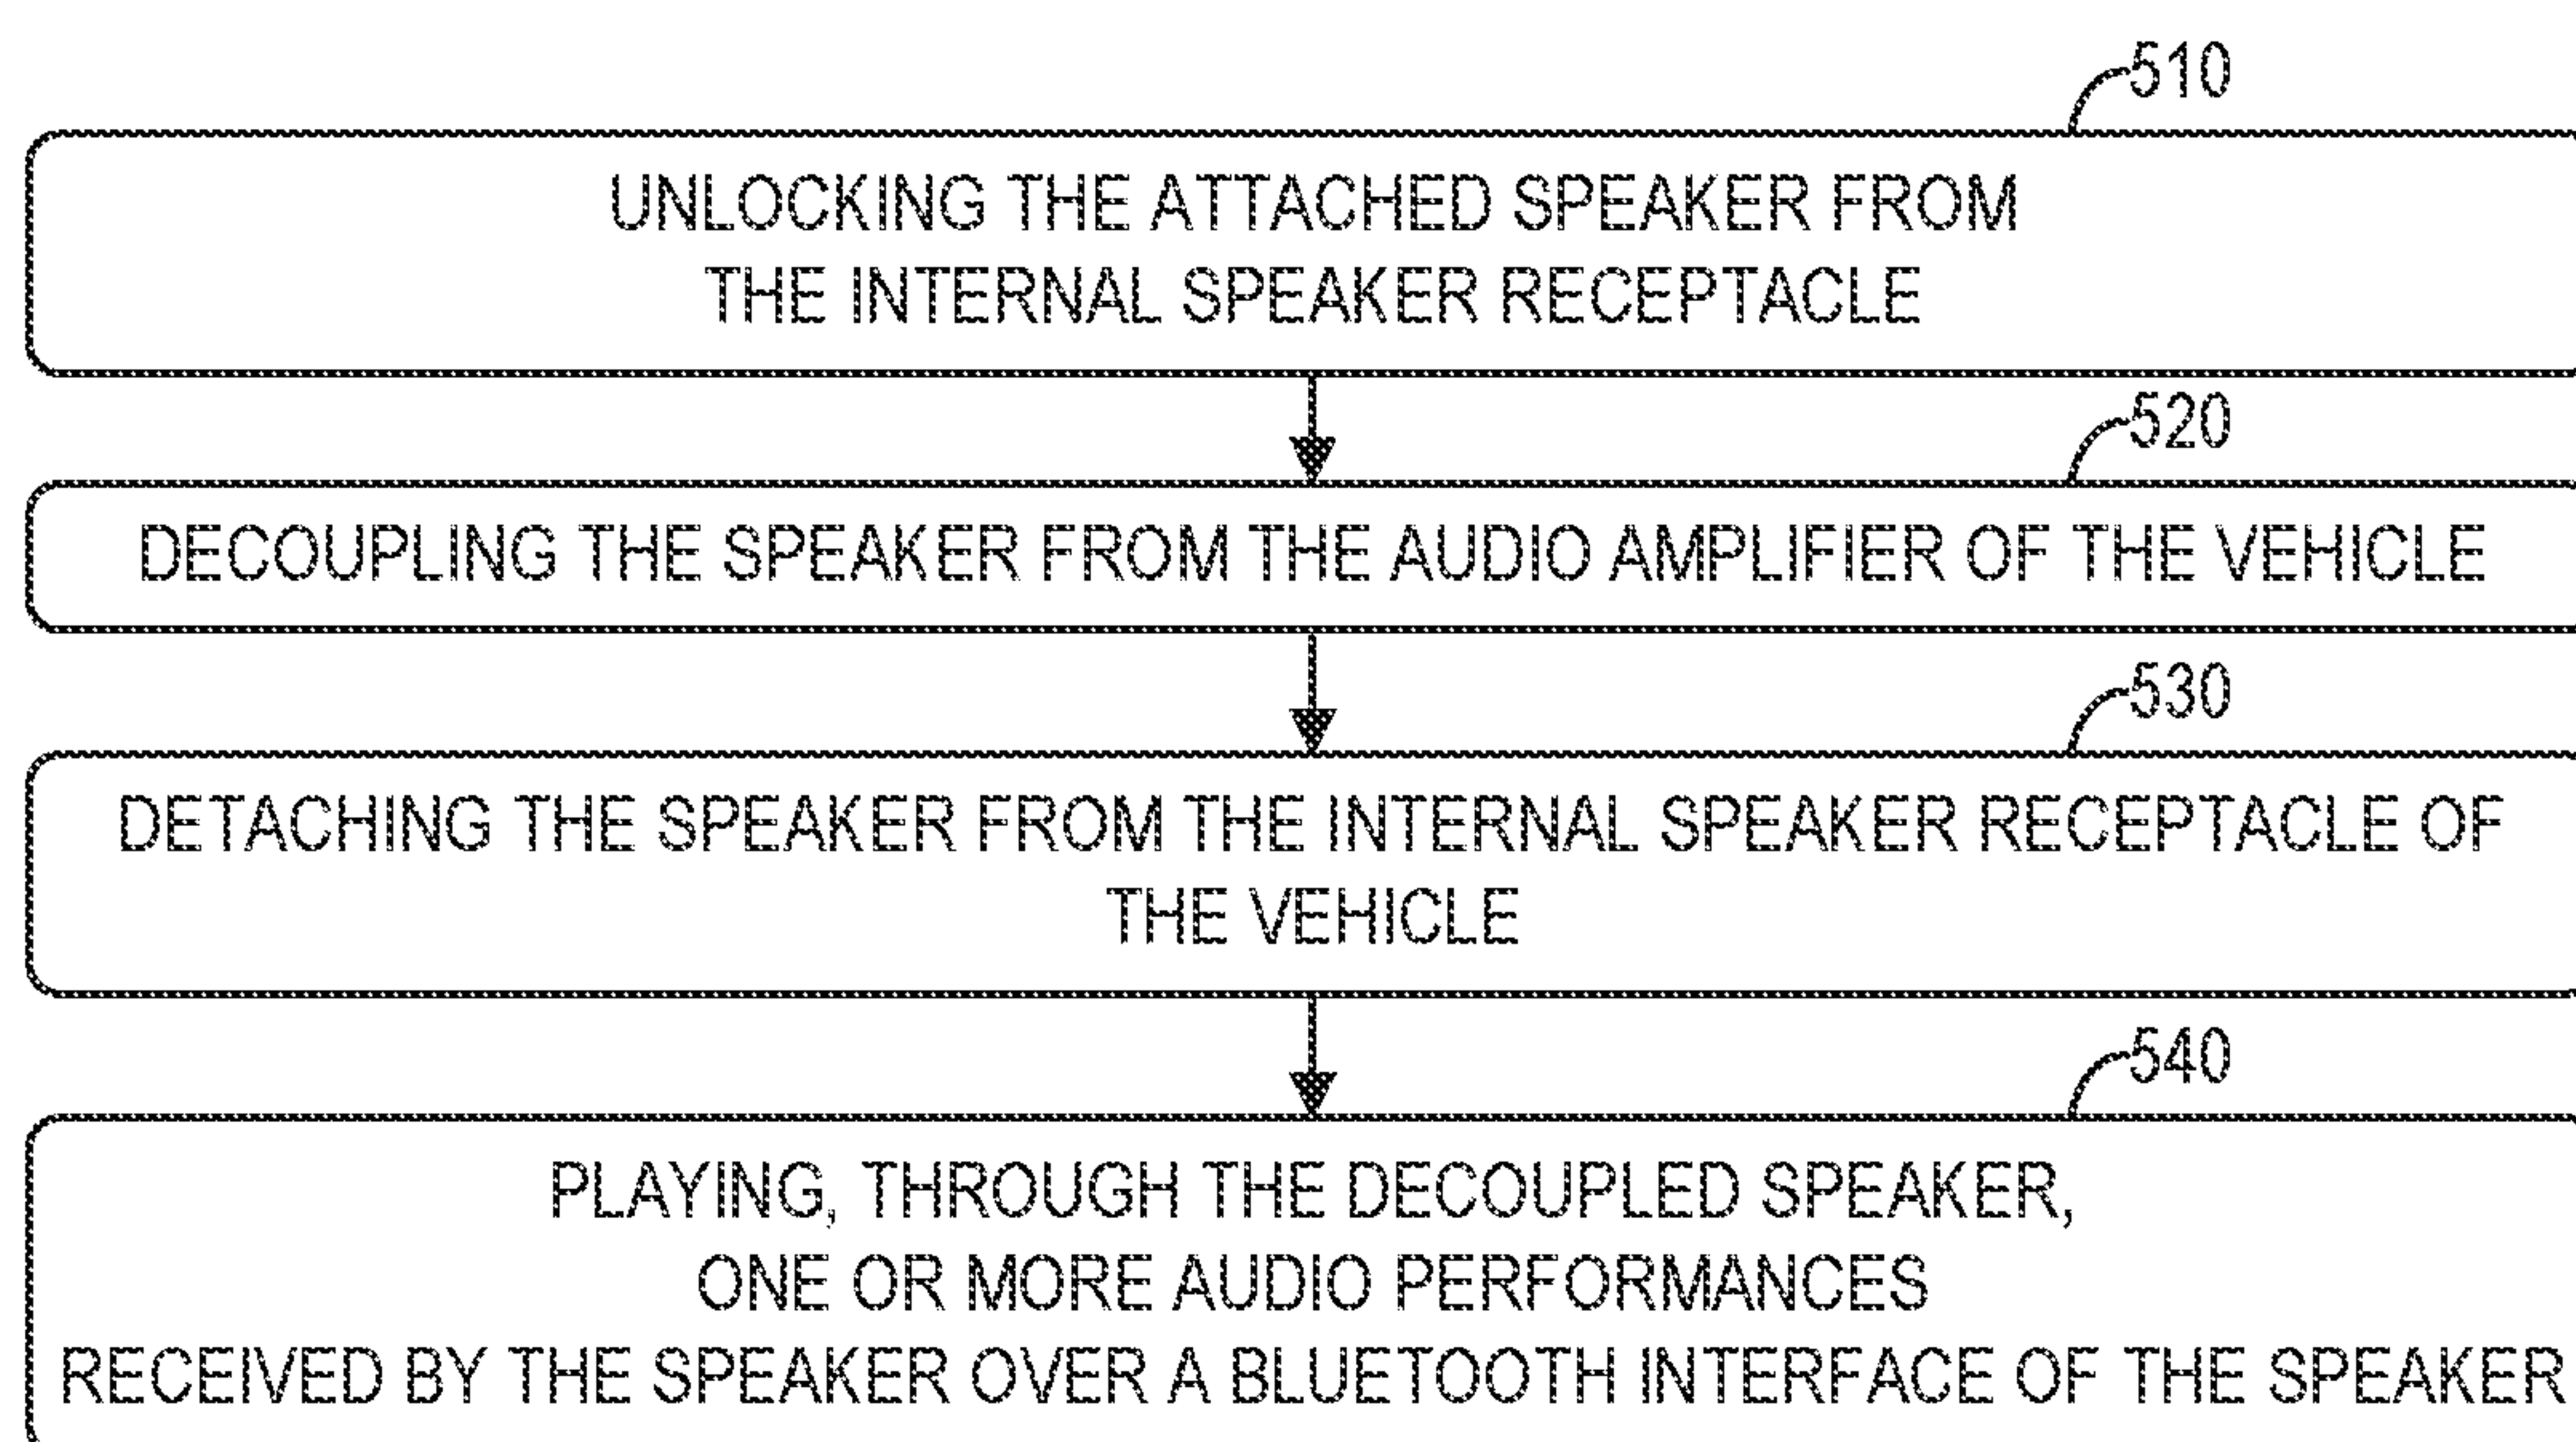 510
UNLOCKING THE ATTACHED SPEAKER FROM
THE INTERNAL SPEAKER RECEPTACLE
520
DECOUPLING THE SPEAKER FROM THE AUDIO AMPLIFIER OF THE VEHICLE
530
DETACHING THE SPEAKER FROM THE INTERNAL SPEAKER RECEPTACLE OF
THE VEHICLE
540
PLAYING, THROUGH THE DECOUPLED SPEAKER,
ONE OR MORE AUDIO PERFORMANCES
RECEIVED BY THE SPEAKER OVER A BLUETOOTH INTERFACE OF THE SPEAKER